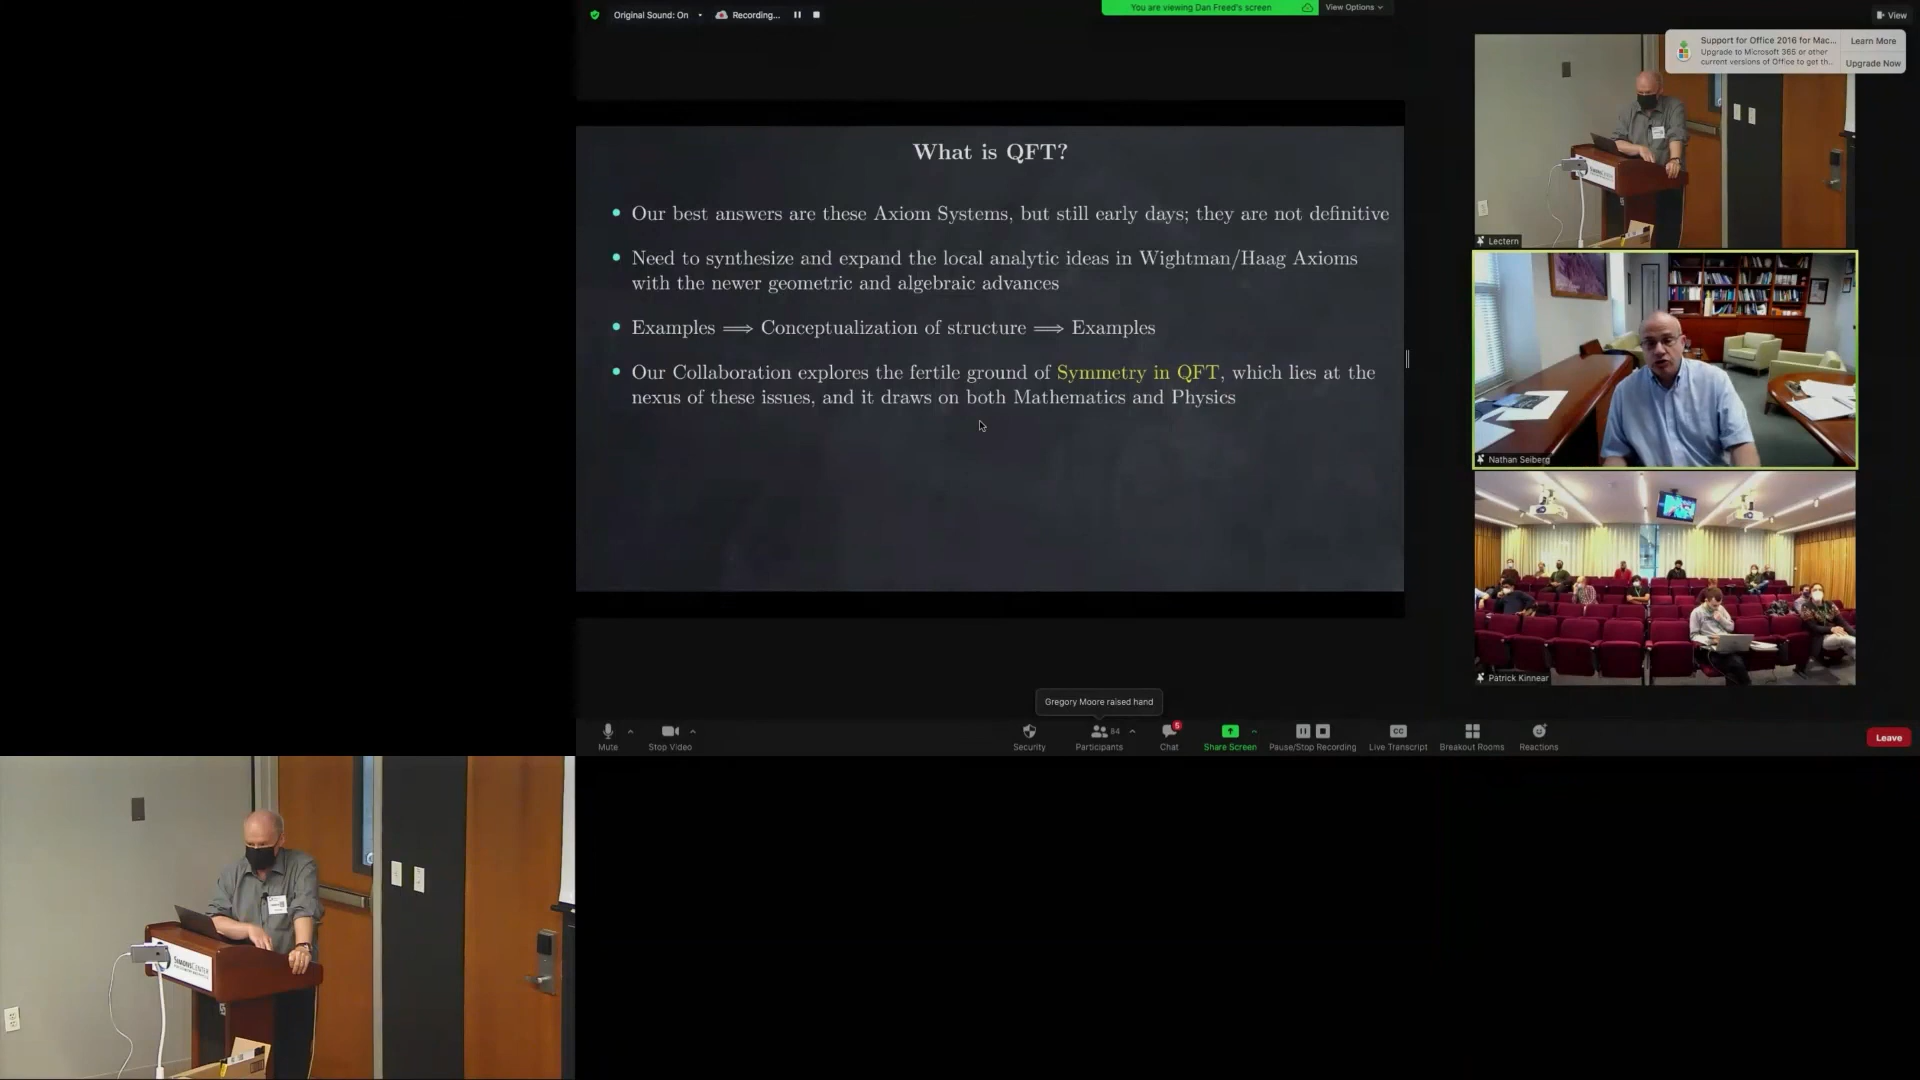 Original Sound: On
Recording...
You are viewing Dan Freed's screen
View Options
View
Support for Office 2016 for Mac...
Upgrade to Microsoft 365 or other
current versions of Office to get th...
Learn More
Upgrade Now
What is QFT?
• Our best answers are these Axiom Systems, but still early days; they are not definitive
• Need to synthesize and expand the local analytic ideas in Wightman/Haag Axioms
with the newer geometric and algebraic advances
• Examples ⟹ Conceptualization of structure ⟹ Examples
• Our Collaboration explores the fertile ground of Symmetry in QFT, which lies at the
nexus of these issues, and it draws on both Mathematics and Physics
Lectern
Nathan Seiberg
Patrick Kinnear
Gregory Moore raised hand
Mute
Stop Video
Security
Participants
84
Chat
5
Share Screen
Pause/Stop Recording
CC
Live Transcript
Breakout Rooms
Reactions
Leave
SIMONS CENTER